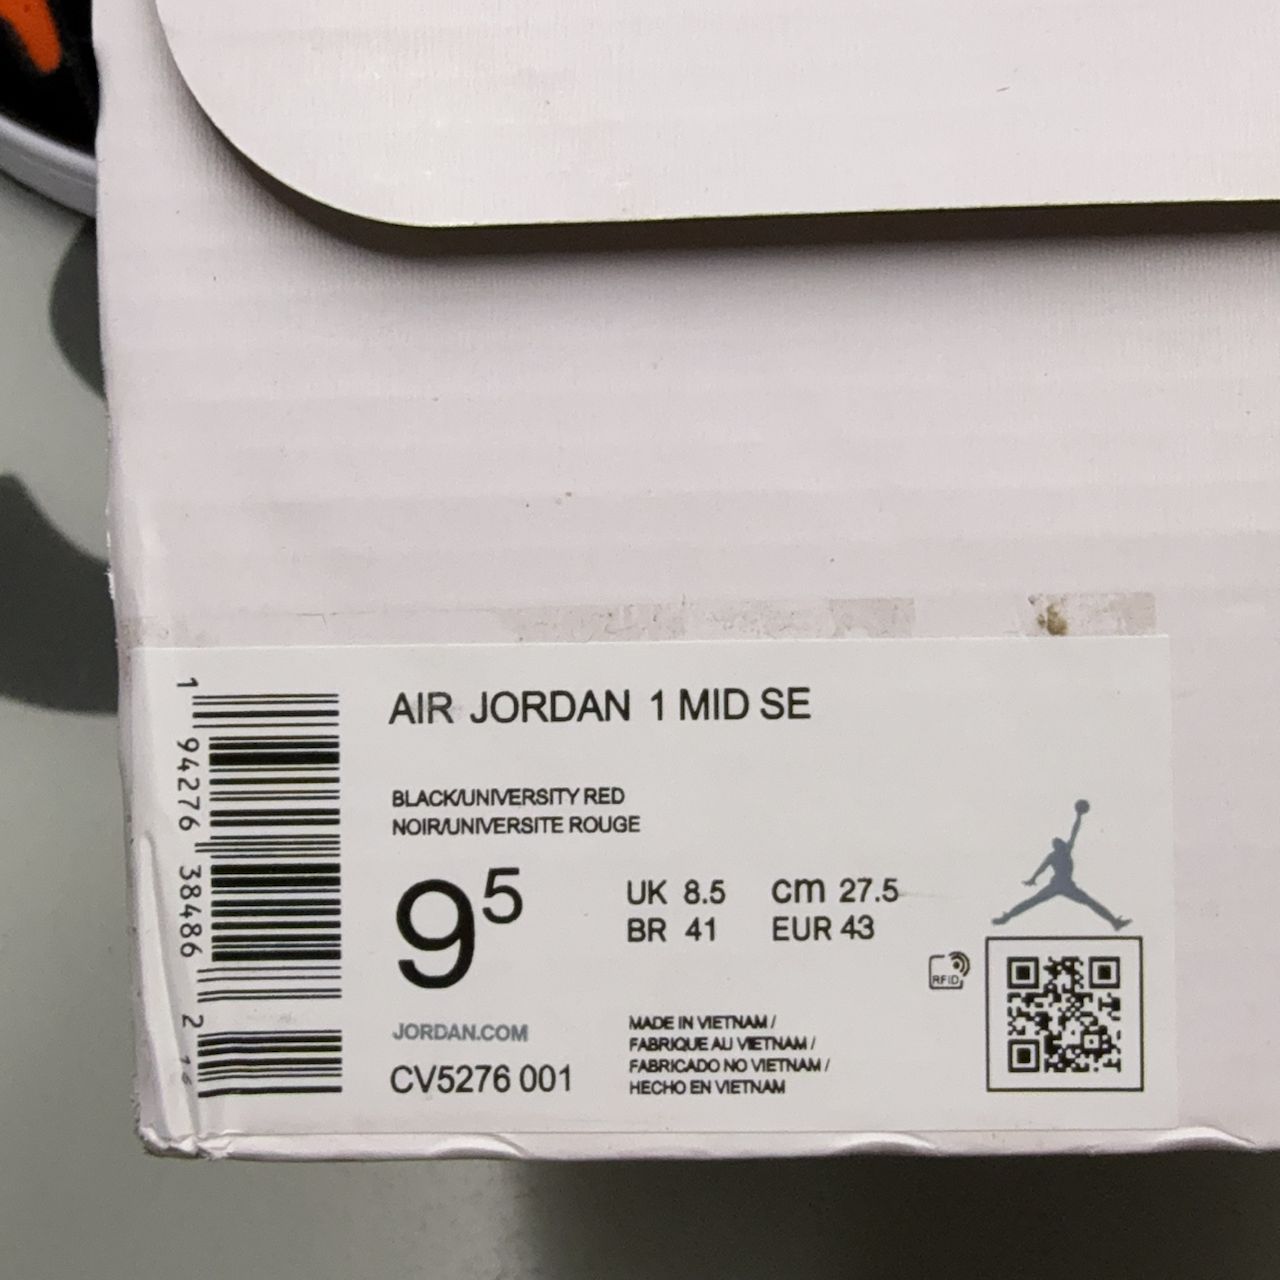 AIR JORDAN 1 MID SE
BLACK/UNIVERSITY RED
NOIR/UNIVERSITE ROUGE
9⁵
UK 8.5 cm 27.5
BR 41 EUR 43
RFID
JORDAN.COM
CV5276 001
MADE IN VIETNAM /
FABRIQUE AU VIETNAM /
FABRICADO NO VIETNAM /
HECHO EN VIETNAM
1 94276 38486 2
16